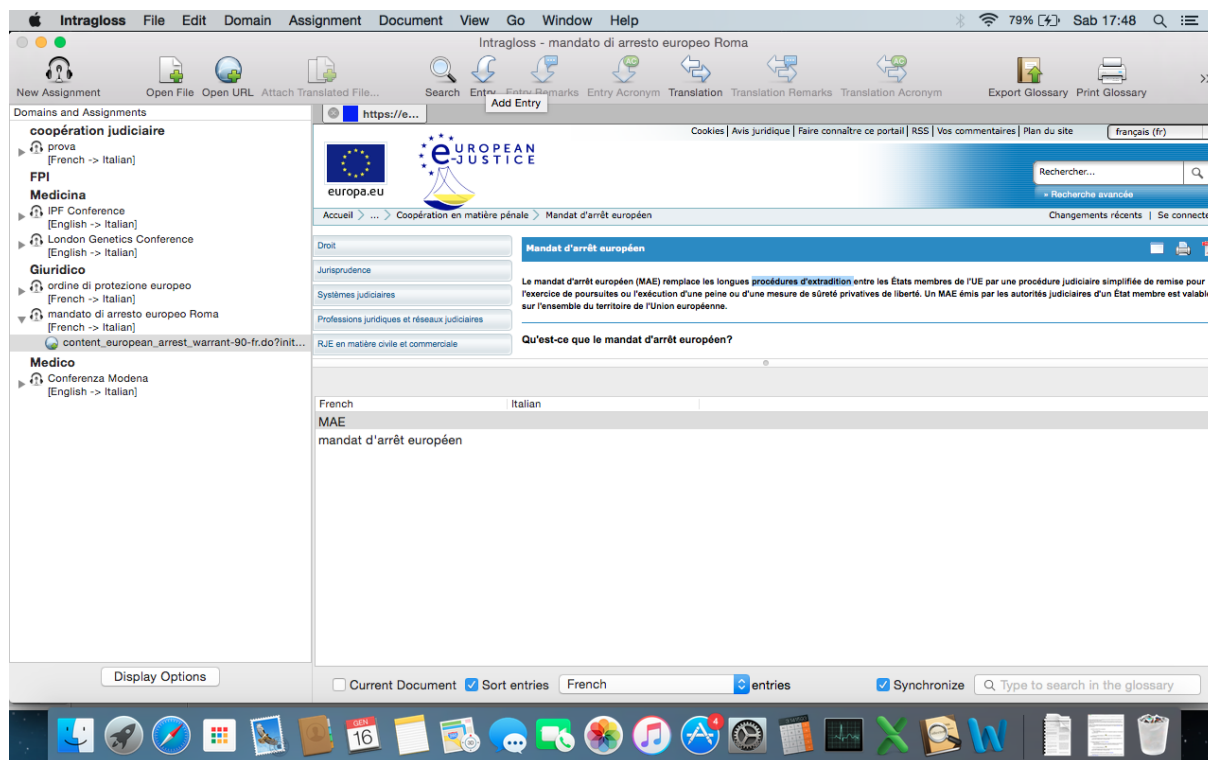 Intragloss File Edit Domain Assignment Document View Go Window Help 79% Sab 17:48
Intragloss - mandato di arresto europeo Roma
New Assignment Open File Open URL Attach Translated File... Search Entry Entry Remarks Entry Acronym Translation Translation Remarks Translation Acronym Export Glossary Print Glossary
Add Entry
Domains and Assignments
coopération judiciaire
prova
[French -> Italian]
FPI
Medicina
IPF Conference
[English -> Italian]
London Genetics Conference
[English -> Italian]
Giuridico
ordine di protezione europeo
[French -> Italian]
mandato di arresto europeo Roma
[French -> Italian]
content_european_arrest_warrant-90-fr.do?init...
Medico
Conferenza Modena
[English -> Italian]
Display Options
https://e...
Cookies | Avis juridique | Faire connaître ce portail | RSS | Vos commentaires | Plan du site français (fr)
europa.eu
EUROPEAN
E-JUSTICE
Rechercher...
» Recherche avancée
Accueil > ... > Coopération en matière pénale > Mandat d'arrêt européen
Changements récents | Se connecte
Droit
Jurisprudence
Systèmes judiciaires
Professions juridiques et réseaux judiciaires
RJE en matière civile et commerciale
Mandat d'arrêt européen
Le mandat d'arrêt européen (MAE) remplace les longues procédures d'extradition entre les États membres de l'UE par une procédure judiciaire simplifiée de remise pour
l'exercice de poursuites ou l'exécution d'une peine ou d'une mesure de sûreté privatives de liberté. Un MAE émis par les autorités judiciaires d'un État membre est valable
sur l'ensemble du territoire de l'Union européenne.
Qu'est-ce que le mandat d'arrêt européen?
French Italian
MAE
mandat d'arrêt européen
Current Document Sort entries French entries Synchronize Type to search in the glossary
GEN
16
4